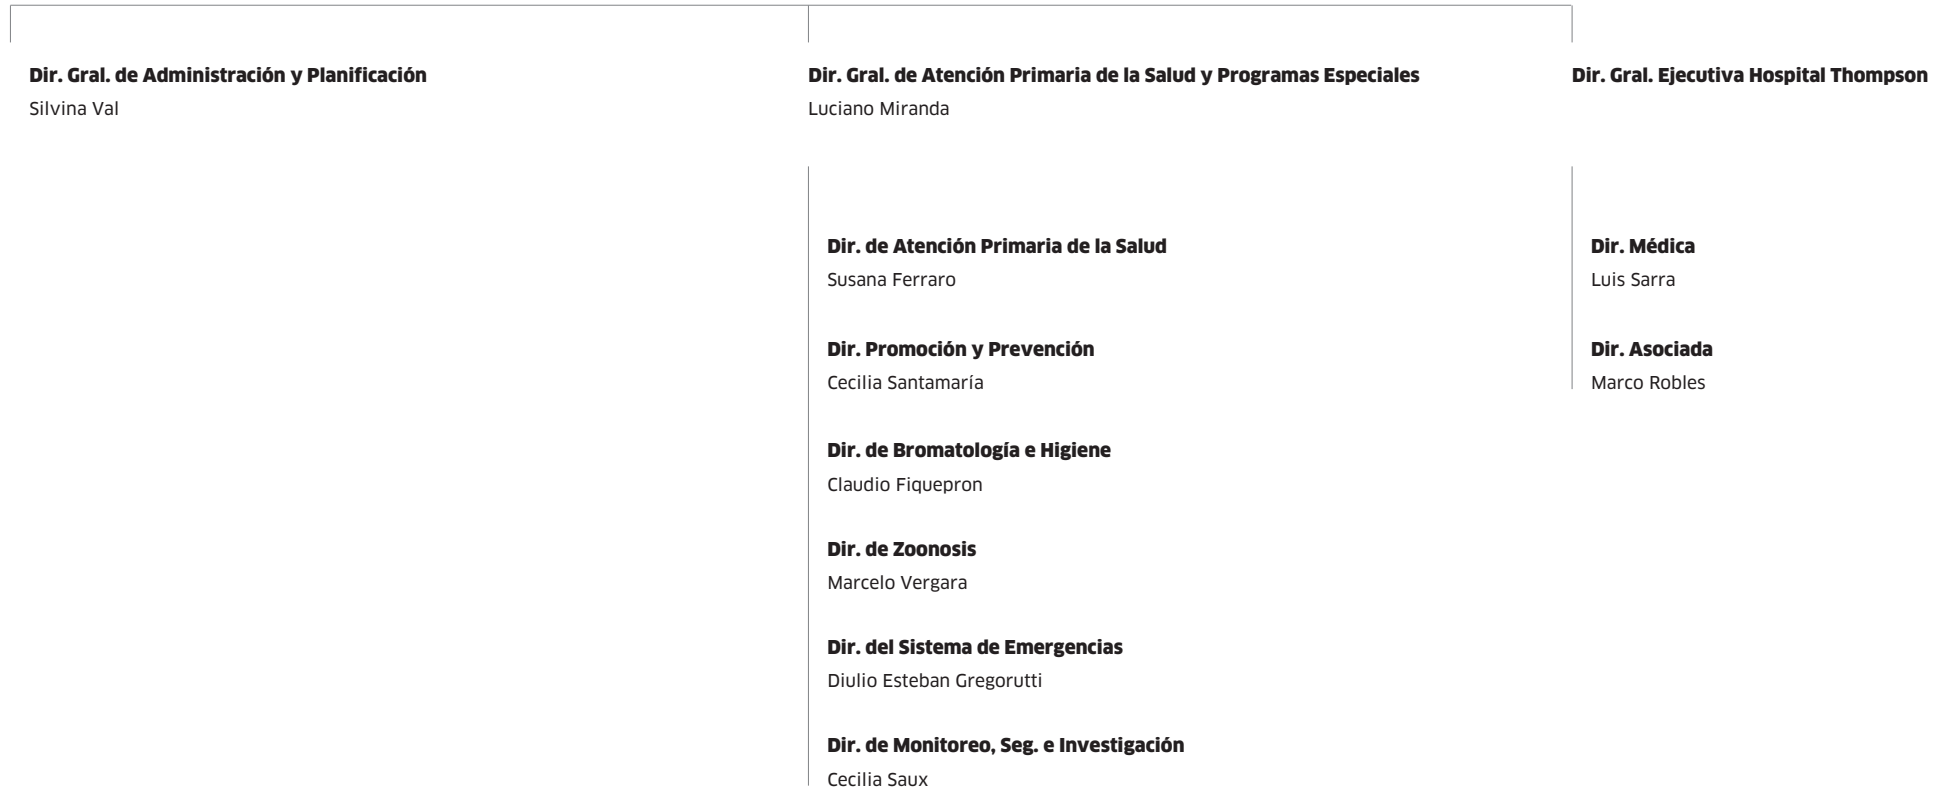 Dir. Gral. de Administración y Planificación
Silvina Val
Dir. Gral. de Atención Primaria de la Salud y Programas Especiales
Luciano Miranda
Dir. de Atención Primaria de la Salud
Susana Ferraro
Dir. Promoción y Prevención
Cecilia Santamaría
Dir. de Bromatología e Higiene
Claudio Fiquepron
Dir. de Zoonosis
Marcelo Vergara
Dir. del Sistema de Emergencias
Diulio Esteban Gregorutti
Dir. de Monitoreo, Seg. e Investigación
Cecilia Saux
Dir. Gral. Ejecutiva Hospital Thompson
Dir. Médica
Luis Sarra
Dir. Asociada
Marco Robles